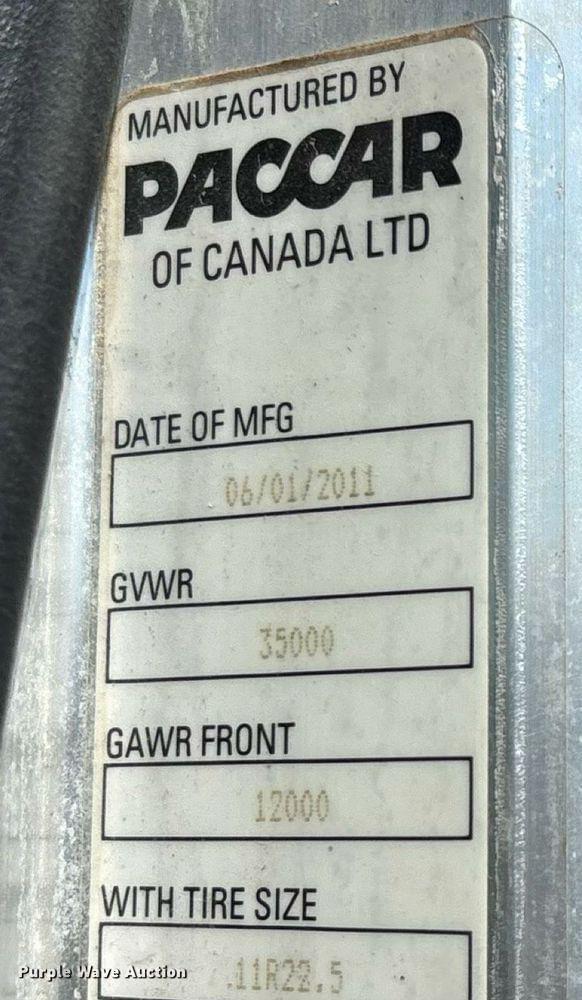 MANUFACTURED BY
PACCAR
OF CANADA LTD
DATE OF MFG
06/01/2011
GVWR
35000
GAWR FRONT
12000
WITH TIRE SIZE
.11R22.5
Purple Wave Auction